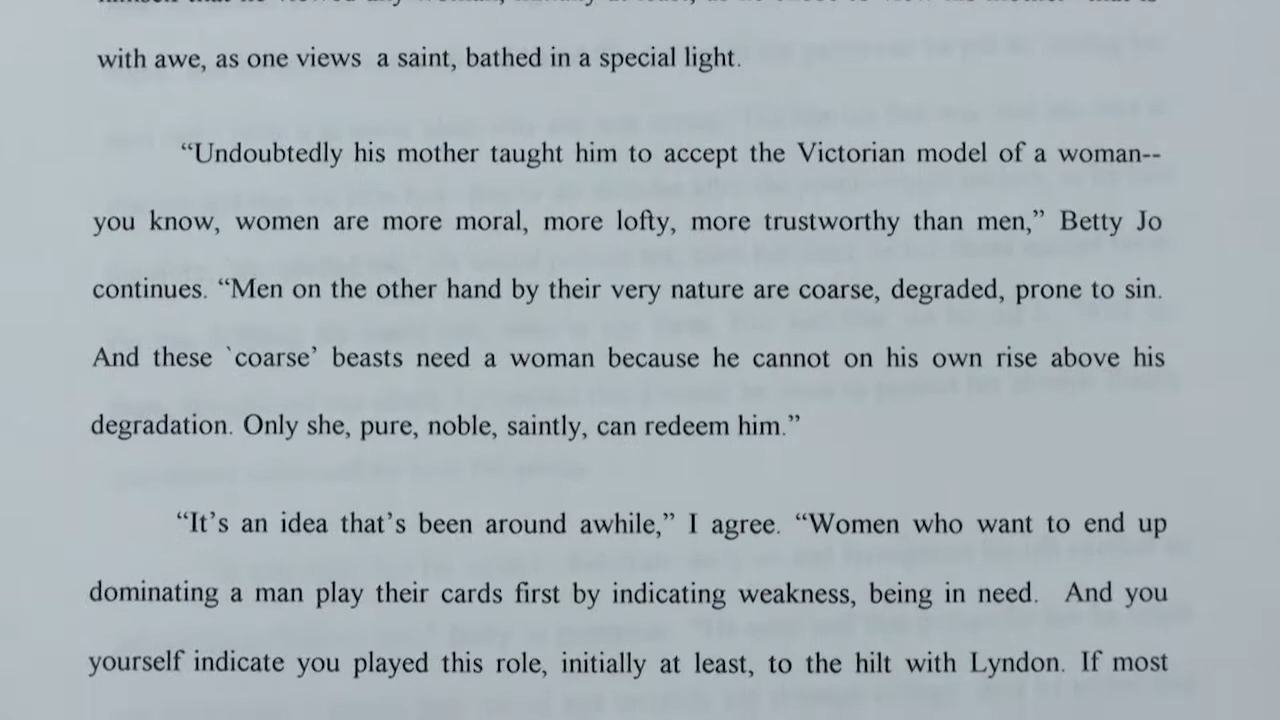 with awe, as one views a saint, bathed in a special light.
“Undoubtedly his mother taught him to accept the Victorian model of a woman--
you know, women are more moral, more lofty, more trustworthy than men,” Betty Jo
continues. “Men on the other hand by their very nature are coarse, degraded, prone to sin.
And these `coarse’ beasts need a woman because he cannot on his own rise above his
degradation. Only she, pure, noble, saintly, can redeem him.”
“It’s an idea that’s been around awhile,” I agree. “Women who want to end up
dominating a man play their cards first by indicating weakness, being in need. And you
yourself indicate you played this role, initially at least, to the hilt with Lyndon. If most